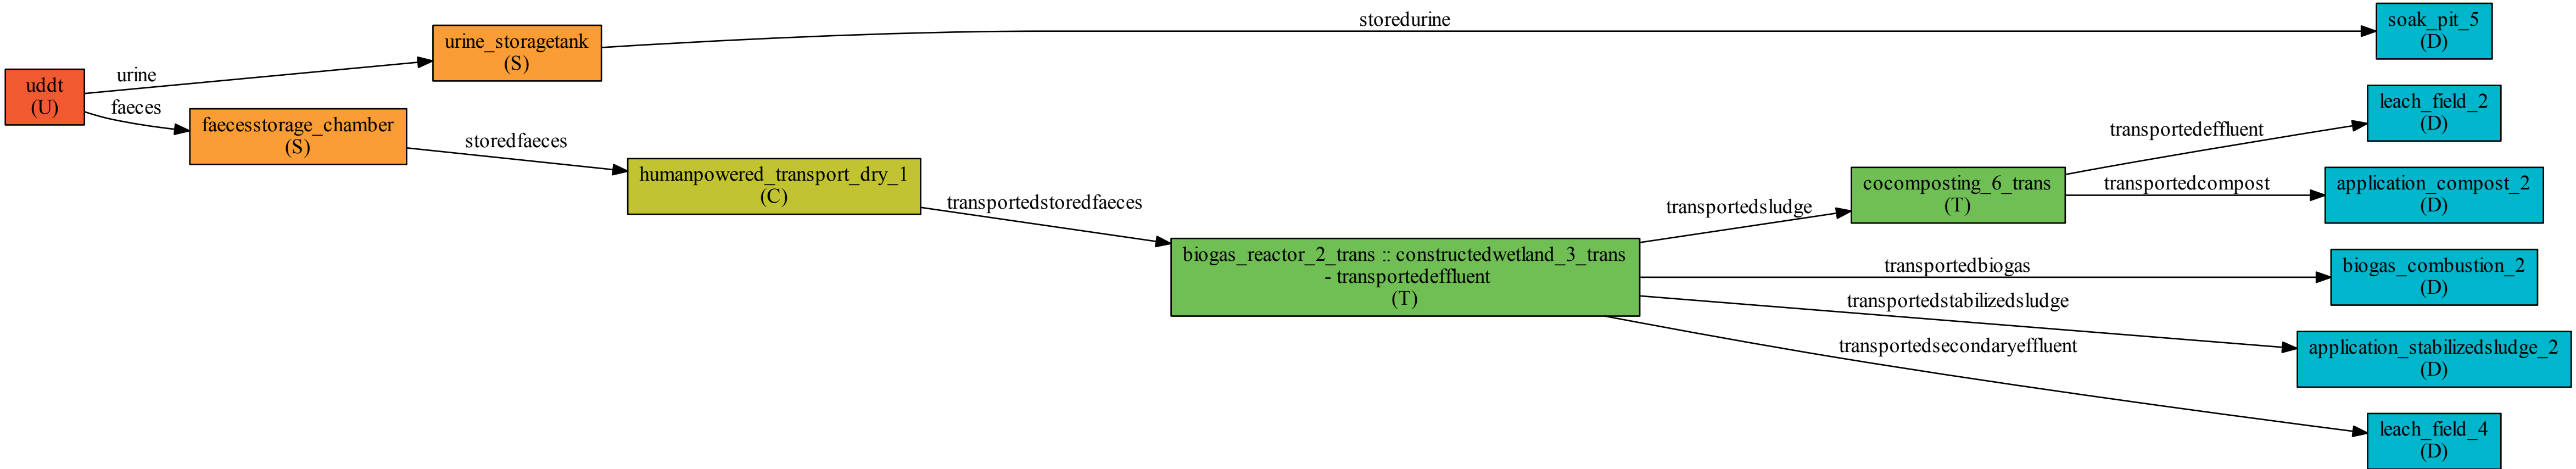 storedurine
soak_pit_5
(D)
urine_storagetank
(S)
urine
uddt
(U)
faeces
leach_field_2
(D)
faecesstorage_chamber
(S)
storedfaeces
transportedeffluent
humanpowered_transport_dry_1
(C)
cocomposting_6_trans
(T)
transportedcompost
application_compost_2
(D)
transportedstoredfaeces
transportedsludge
biogas_reactor_2_trans :: constructedwetland_3_trans
- transportedeffluent
(T)
transportedbiogas
biogas_combustion_2
(D)
transportedstabilizedsludge
application_stabilizedsludge_2
(D)
transportedsecondaryeffluent
leach_field_4
(D)